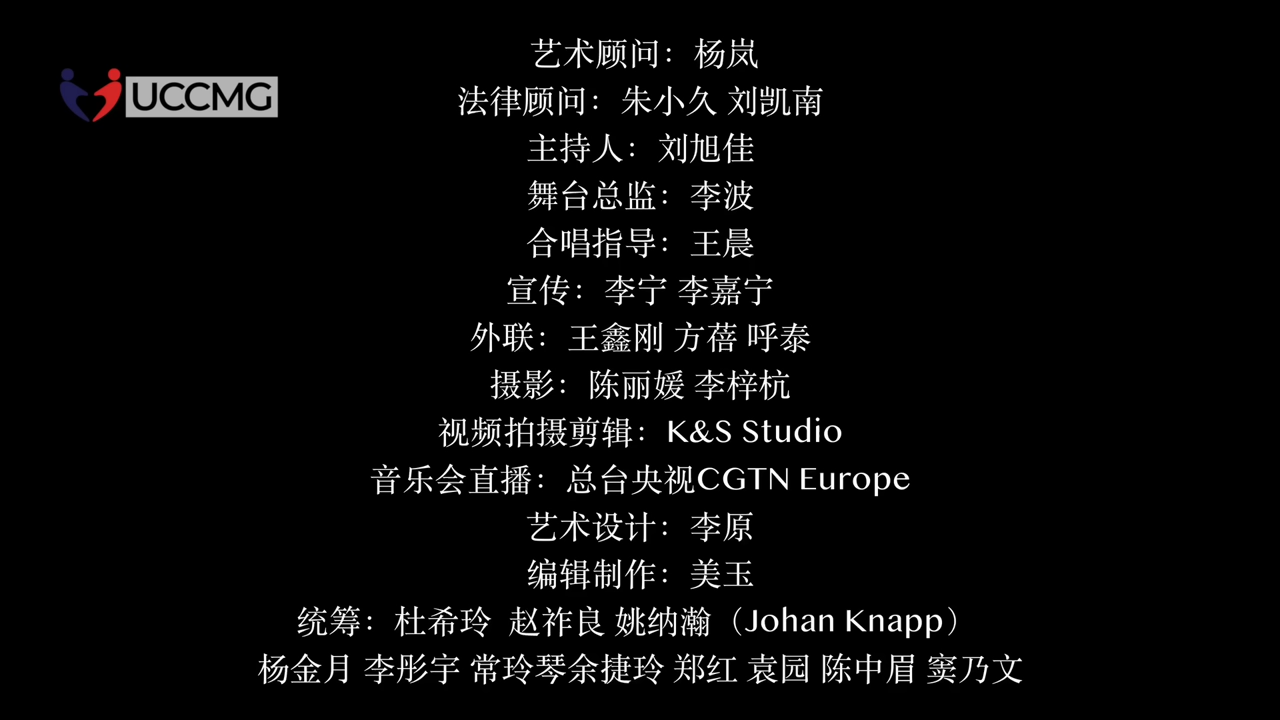 艺术顾问：杨岚
UCCMG
法律顾问：朱小久 刘凯南
主持人：刘旭佳
舞台总监：李波
合唱指导：王晨
宣传：李宁 李嘉宁
外联：王鑫刚 方蓓 呼泰
摄影：陈丽媛 李梓杭
视频拍摄剪辑：K&S Studio
音乐会直播：总台央视CGTN Europe
艺术设计：李原
编辑制作：美玉
统筹：杜希玲 赵祚良 姚纳瀚（Johan Knapp）
杨金月 李彤宇 常玲琴余捷玲 郑红 袁园 陈中眉 窦乃文